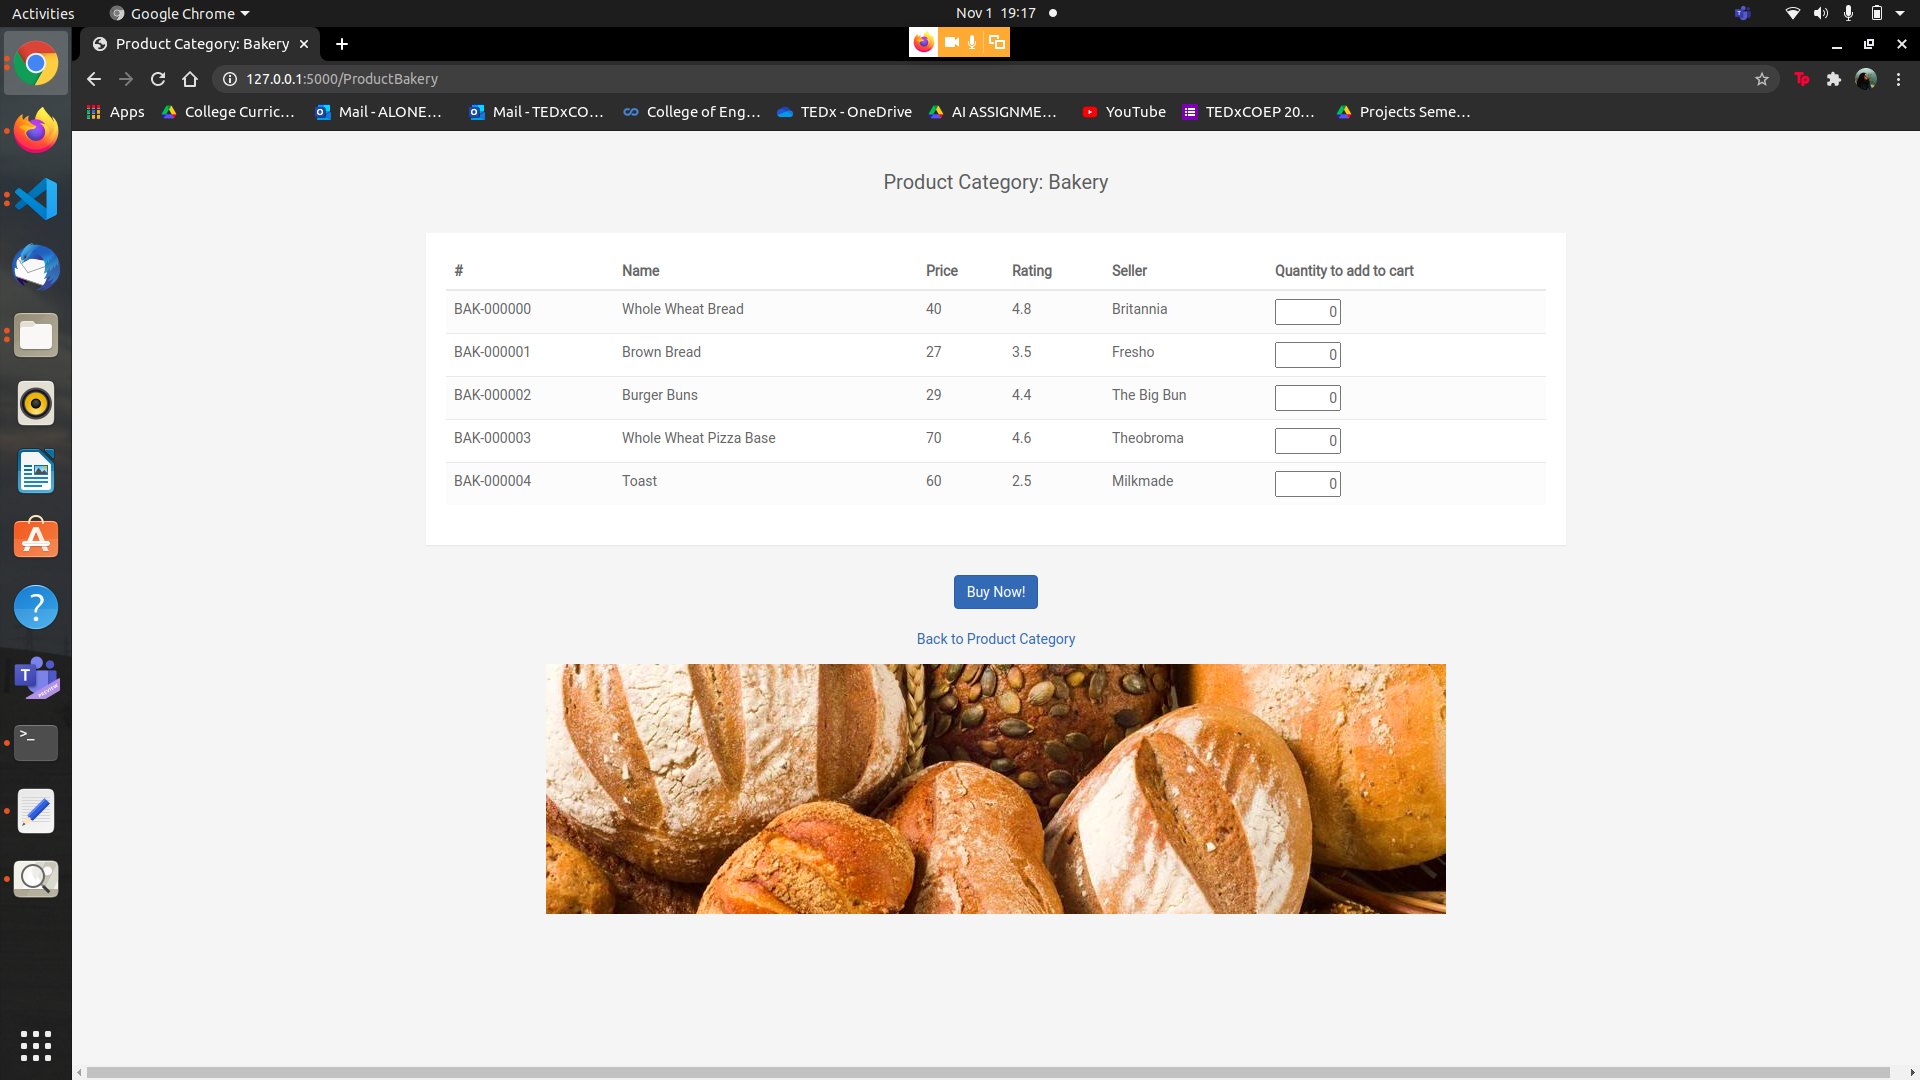 Activities Google Chrome Nov 1 19:17
Product Category: Bakery
127.0.0.1:5000/ProductBakery
Apps College Curric... Mail - ALONE... Mail - TEDxCO... College of Eng... TEDx - OneDrive AI ASSIGNME... YouTube TEDxCOEP 20... Projects Seme...
Product Category: Bakery
# Name Price Rating Seller Quantity to add to cart
BAK-000000 Whole Wheat Bread 40 4.8 Britannia 0
BAK-000001 Brown Bread 27 3.5 Fresho 0
BAK-000002 Burger Buns 29 4.4 The Big Bun 0
BAK-000003 Whole Wheat Pizza Base 70 4.6 Theobroma 0
BAK-000004 Toast 60 2.5 Milkmade 0
Buy Now!
Back to Product Category